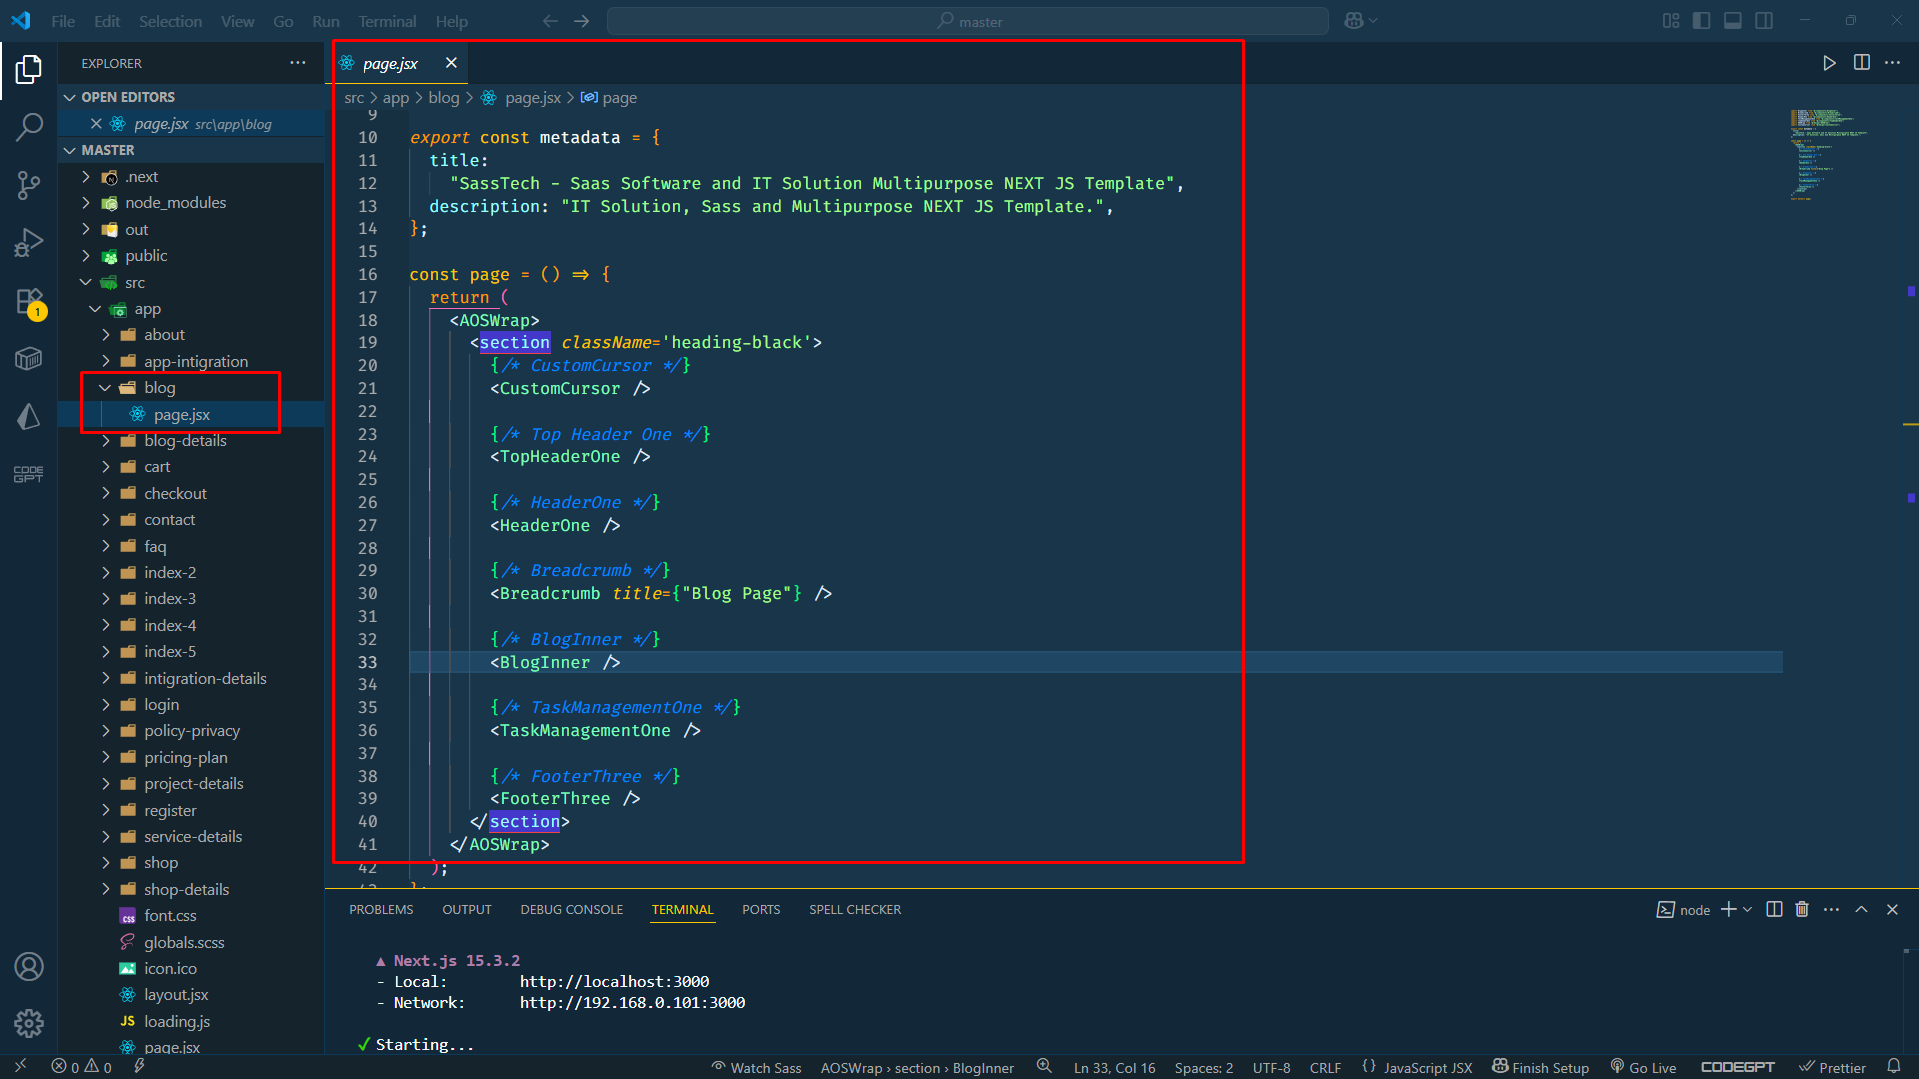 File Edit Selection View Go Run Terminal Help
master
EXPLORER
OPEN EDITORS
page.jsx src\app\blog
MASTER
.next
node_modules
out
public
src
app
about
app-intigration
blog
page.jsx
blog-details
cart
checkout
contact
faq
index-2
index-3
index-4
index-5
intigration-details
login
policy-privacy
pricing-plan
project-details
register
service-details
shop
shop-details
font.css
globals.scss
icon.ico
layout.jsx
JS loading.js
page.jsx
1
CODE
GPT
page.jsx
src > app > blog > page.jsx > page
9
10 export const metadata = {
11 title:
12 "SassTech - Saas Software and IT Solution Multipurpose NEXT JS Template",
13 description: "IT Solution, Sass and Multipurpose NEXT JS Template.",
14 };
15
16 const page = () => {
17 return (
18 <AOSWrap>
19 <section className='heading-black'>
20 {/* CustomCursor */}
21 <CustomCursor />
22
23 {/* Top Header One */}
24 <TopHeaderOne />
25
26 {/* HeaderOne */}
27 <HeaderOne />
28
29 {/* Breadcrumb */}
30 <Breadcrumb title={"Blog Page"} />
31
32 {/* BlogInner */}
33 <BlogInner />
34
35 {/* TaskManagementOne */}
36 <TaskManagementOne />
37
38 {/* FooterThree */}
39 <FooterThree />
40 </section>
41 </AOSWrap>
42 );
PROBLEMS OUTPUT DEBUG CONSOLE TERMINAL PORTS SPELL CHECKER
node
▲ Next.js 15.3.2
- Local: http://localhost:3000
- Network: http://192.168.0.101:3000
✓ Starting...
0 0
Watch Sass AOSWrap › section › BlogInner Ln 33, Col 16 Spaces: 2 UTF-8 CRLF {} JavaScript JSX Finish Setup Go Live CODEGPT Prettier